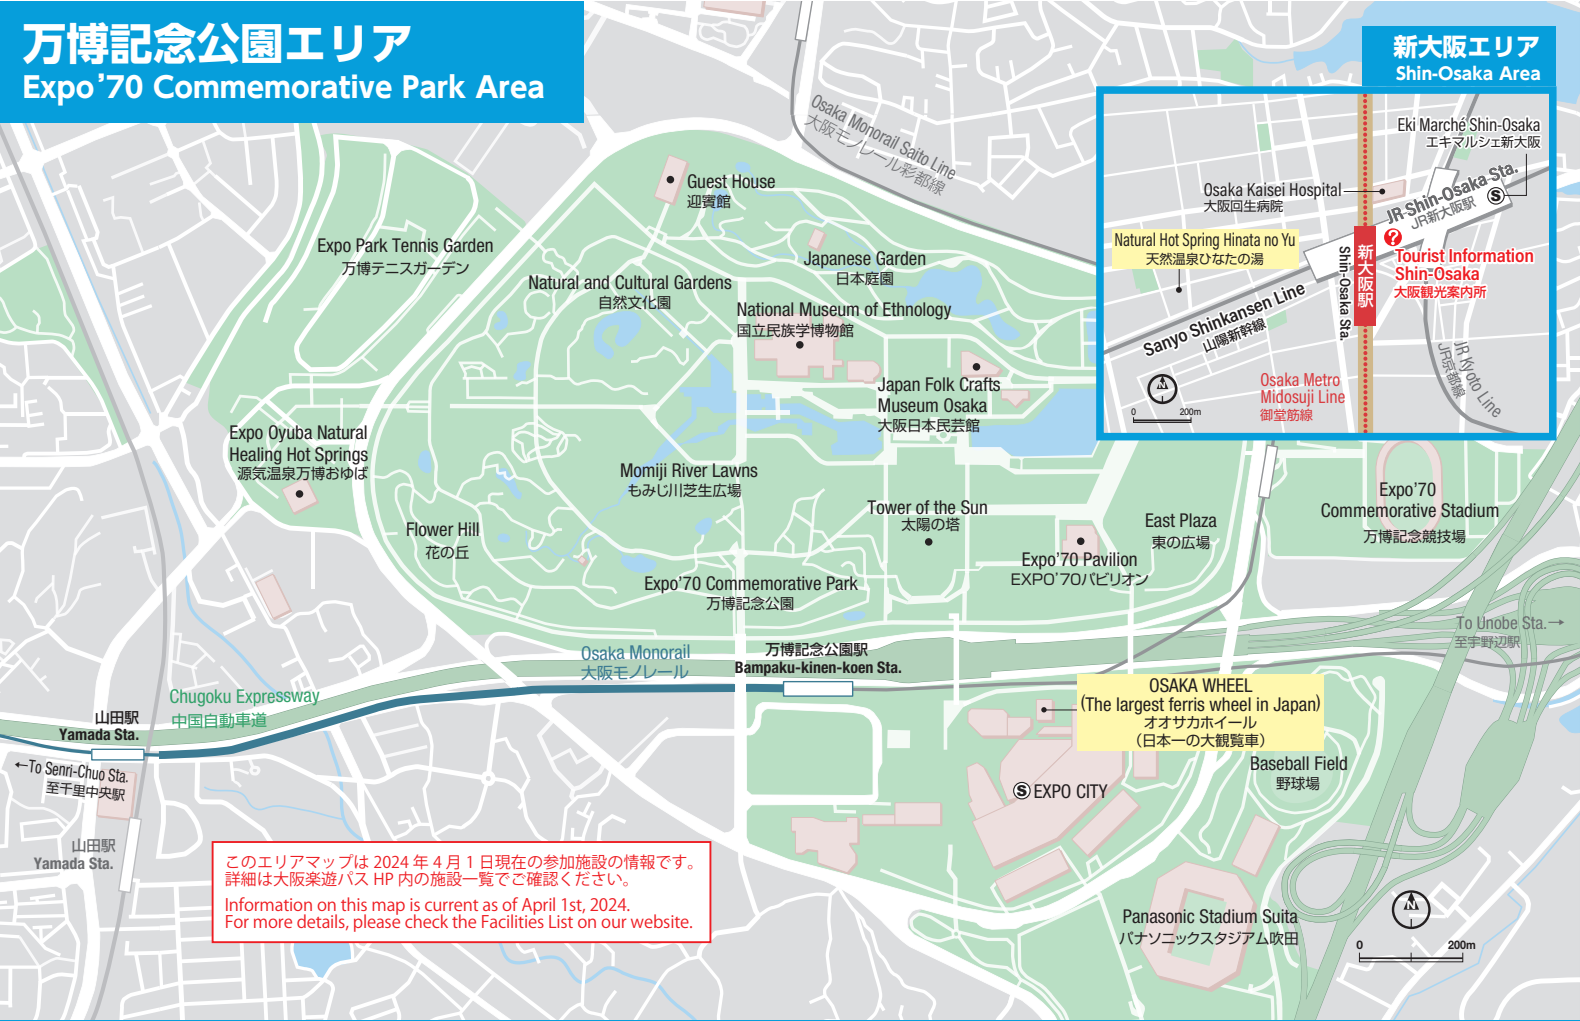 万博記念公園エリア
Expo’70 Commemorative Park Area
新大阪エリア
Shin-Osaka Area
Eki Marché Shin-Osaka
エキマルシェ新大阪
Osaka Kaisei Hospital
大阪回生病院
JR Shin-Osaka Sta.
JR新大阪駅
S
Natural Hot Spring Hinata no Yu
天然温泉ひなたの湯
?
Tourist Information
Shin-Osaka
大阪観光案内所
新大阪駅
Shin-Osaka Sta.
Sanyo Shinkansen Line
山陽新幹線
JR Kyoto Line
JR京都線
Osaka Metro
Midosuji Line
御堂筋線
N
0 200m
Osaka Monorail Saito Line
大阪モノレール彩都線
Guest House
迎賓館
Expo Park Tennis Garden
万博テニスガーデン
Japanese Garden
日本庭園
Natural and Cultural Gardens
自然文化園
National Museum of Ethnology
国立民族学博物館
Japan Folk Crafts
Museum Osaka
大阪日本民芸館
Expo Oyuba Natural
Healing Hot Springs
源気温泉万博おゆば
Momiji River Lawns
もみじ川芝生広場
Tower of the Sun
太陽の塔
Flower Hill
花の丘
East Plaza
東の広場
Expo’70
Commemorative Stadium
万博記念競技場
Expo’70 Pavilion
EXPO’70パビリオン
Expo’70 Commemorative Park
万博記念公園
To Unobe Sta.→
至宇野辺駅
Osaka Monorail
大阪モノレール
万博記念公園駅
Bampaku-kinen-koen Sta.
Chugoku Expressway
中国自動車道
山田駅
Yamada Sta.
←To Senri-Chuo Sta.
至千里中央駅
山田駅
Yamada Sta.
OSAKA WHEEL
(The largest ferris wheel in Japan)
オオサカホイール
（日本一の大観覧車）
Baseball Field
野球場
S EXPO CITY
Panasonic Stadium Suita
パナソニックスタジアム吹田
このエリアマップは 2024 年 4 月 1 日現在の参加施設の情報です。
詳細は大阪楽遊パス HP 内の施設一覧でご確認ください。
Information on this map is current as of April 1st, 2024.
For more details, please check the Facilities List on our website.
N
0 200m